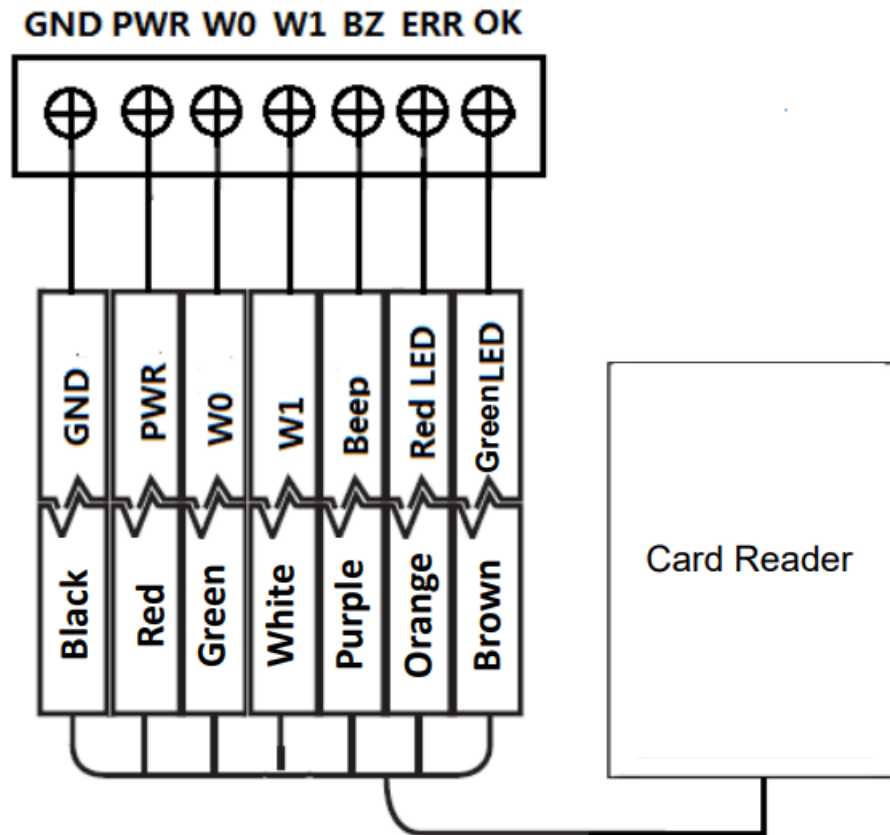 GND PWR W0 W1 BZ ERR OK
GND
PWR
W0
W1
Beep
Red LED
GreenLED
Black
Red
Green
White
Purple
Orange
Brown
Card Reader